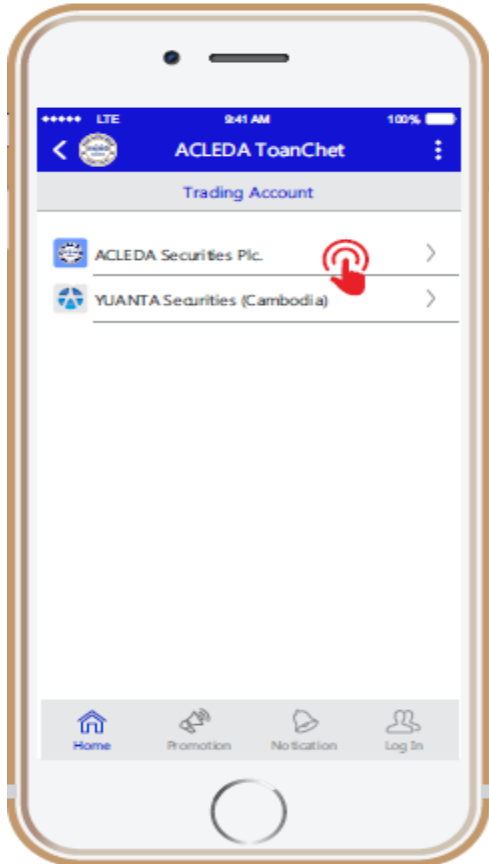 LTE 9:41 AM 100%
ACLEDA ToanChet
Trading Account
ACLEDA Securities Plc.
YUANTA Securities (Cambodia)
Home Promotion Notication Log In